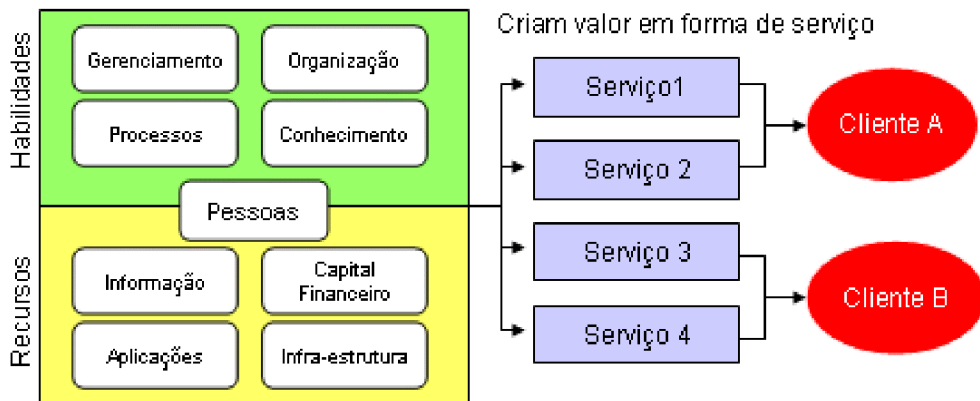 Habilidades
Gerenciamento
Organização
Processos
Conhecimento
Pessoas
Recursos
Informação
Capital
Financeiro
Aplicações
Infra-estrutura
Criam valor em forma de serviço
Serviço1
Serviço 2
Serviço 3
Serviço 4
Cliente A
Cliente B